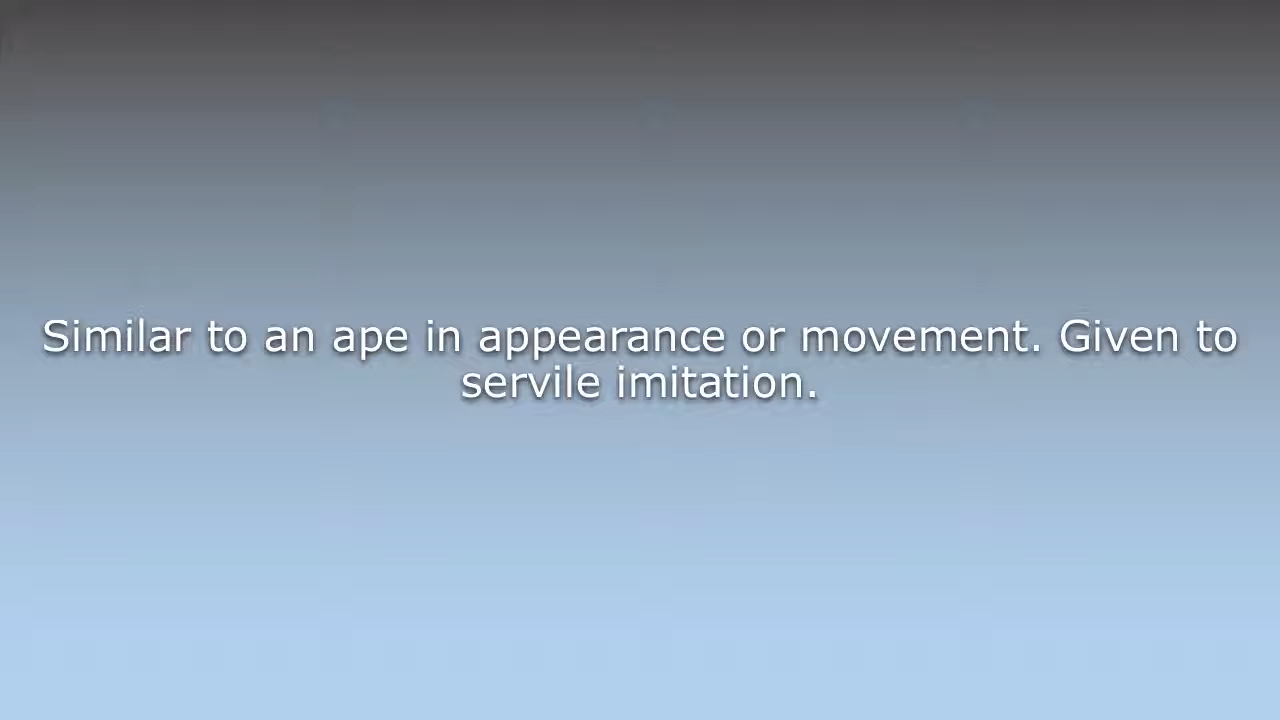 Similar to an ape in appearance or movement. Given to
servile imitation.